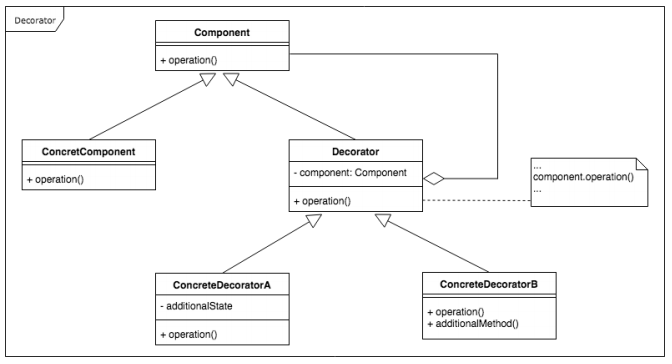 Decorator
Component
+ operation()
ConcretComponent
+ operation()
Decorator
- component: Component
+ operation()
...
component.operation()
...
ConcreteDecoratorA
- additionalState
+ operation()
ConcreteDecoratorB
+ operation()
+ additionalMethod()